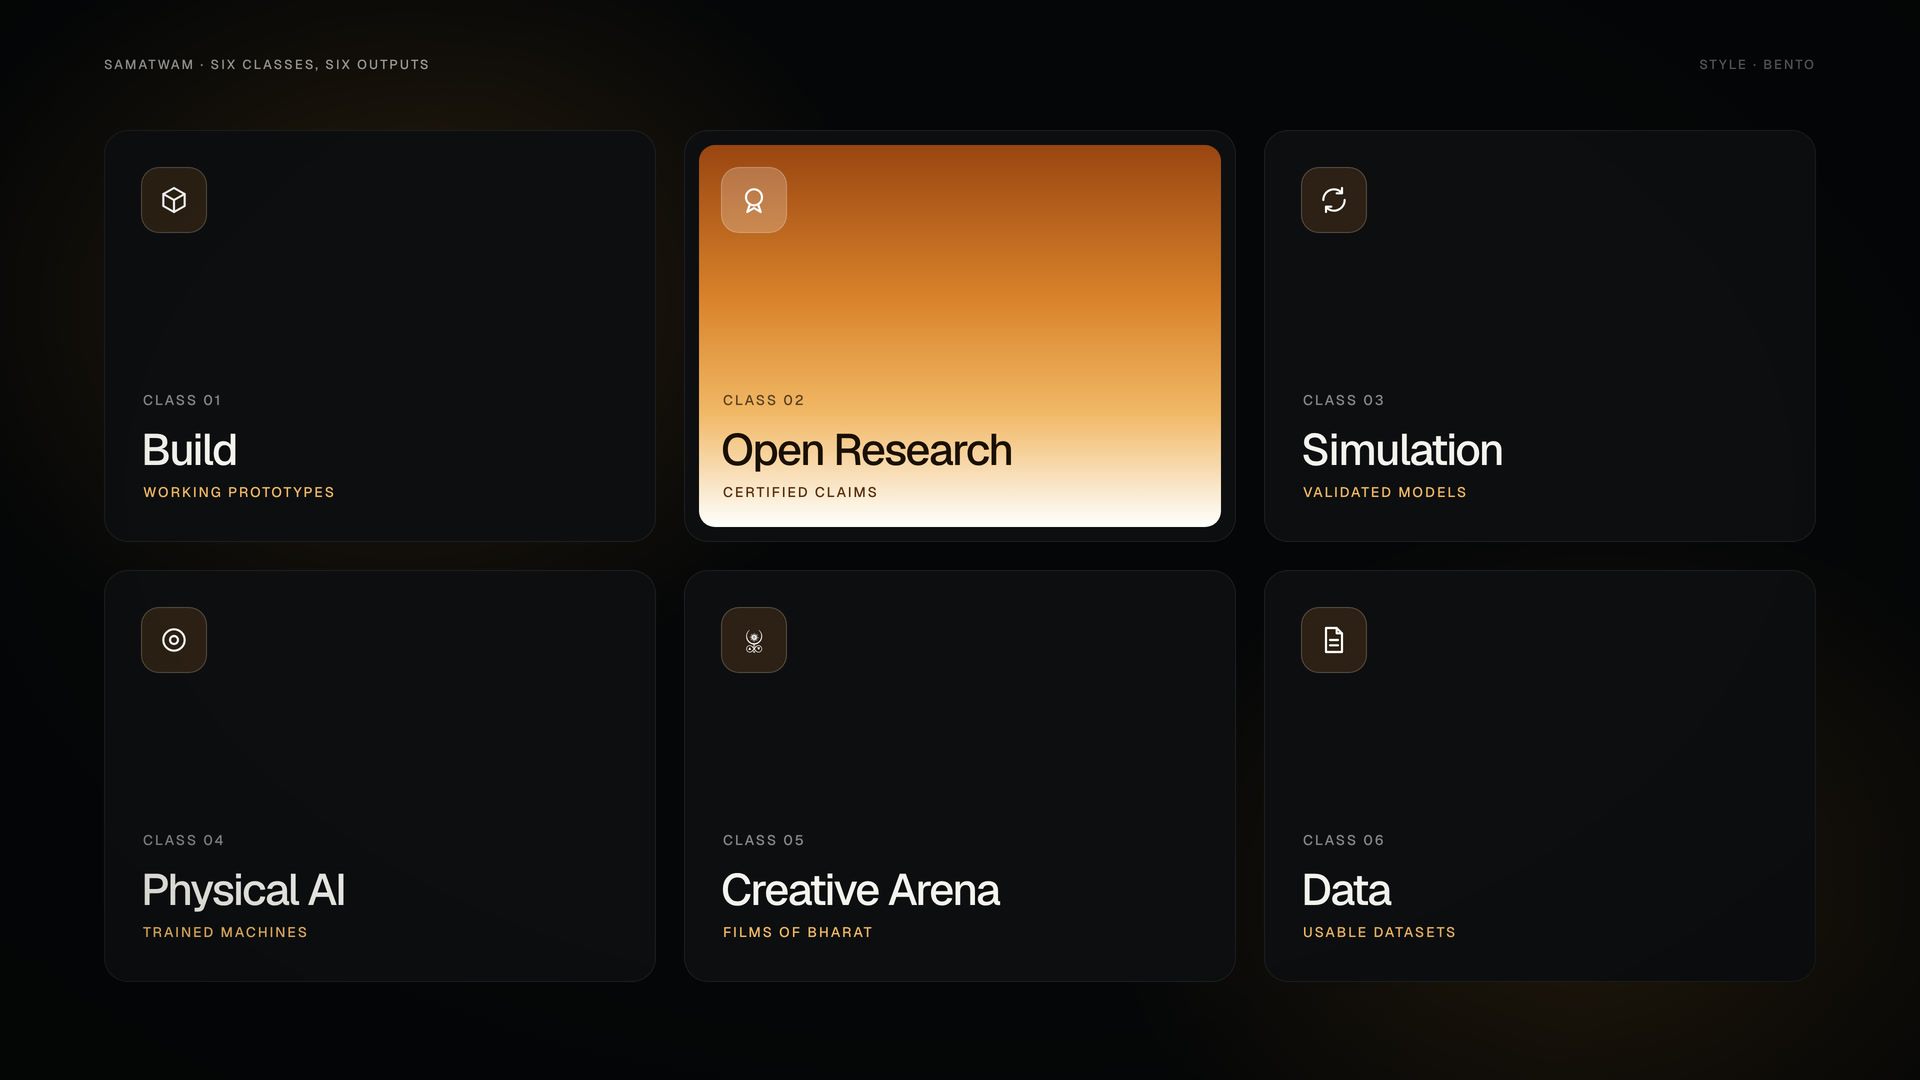 SAMATWAM · SIX CLASSES, SIX OUTPUTS
STYLE · BENTO
CLASS 01
Build
WORKING PROTOTYPES
CLASS 02
Open Research
CERTIFIED CLAIMS
CLASS 03
Simulation
VALIDATED MODELS
CLASS 04
Physical AI
TRAINED MACHINES
CLASS 05
Creative Arena
FILMS OF BHARAT
CLASS 06
Data
USABLE DATASETS